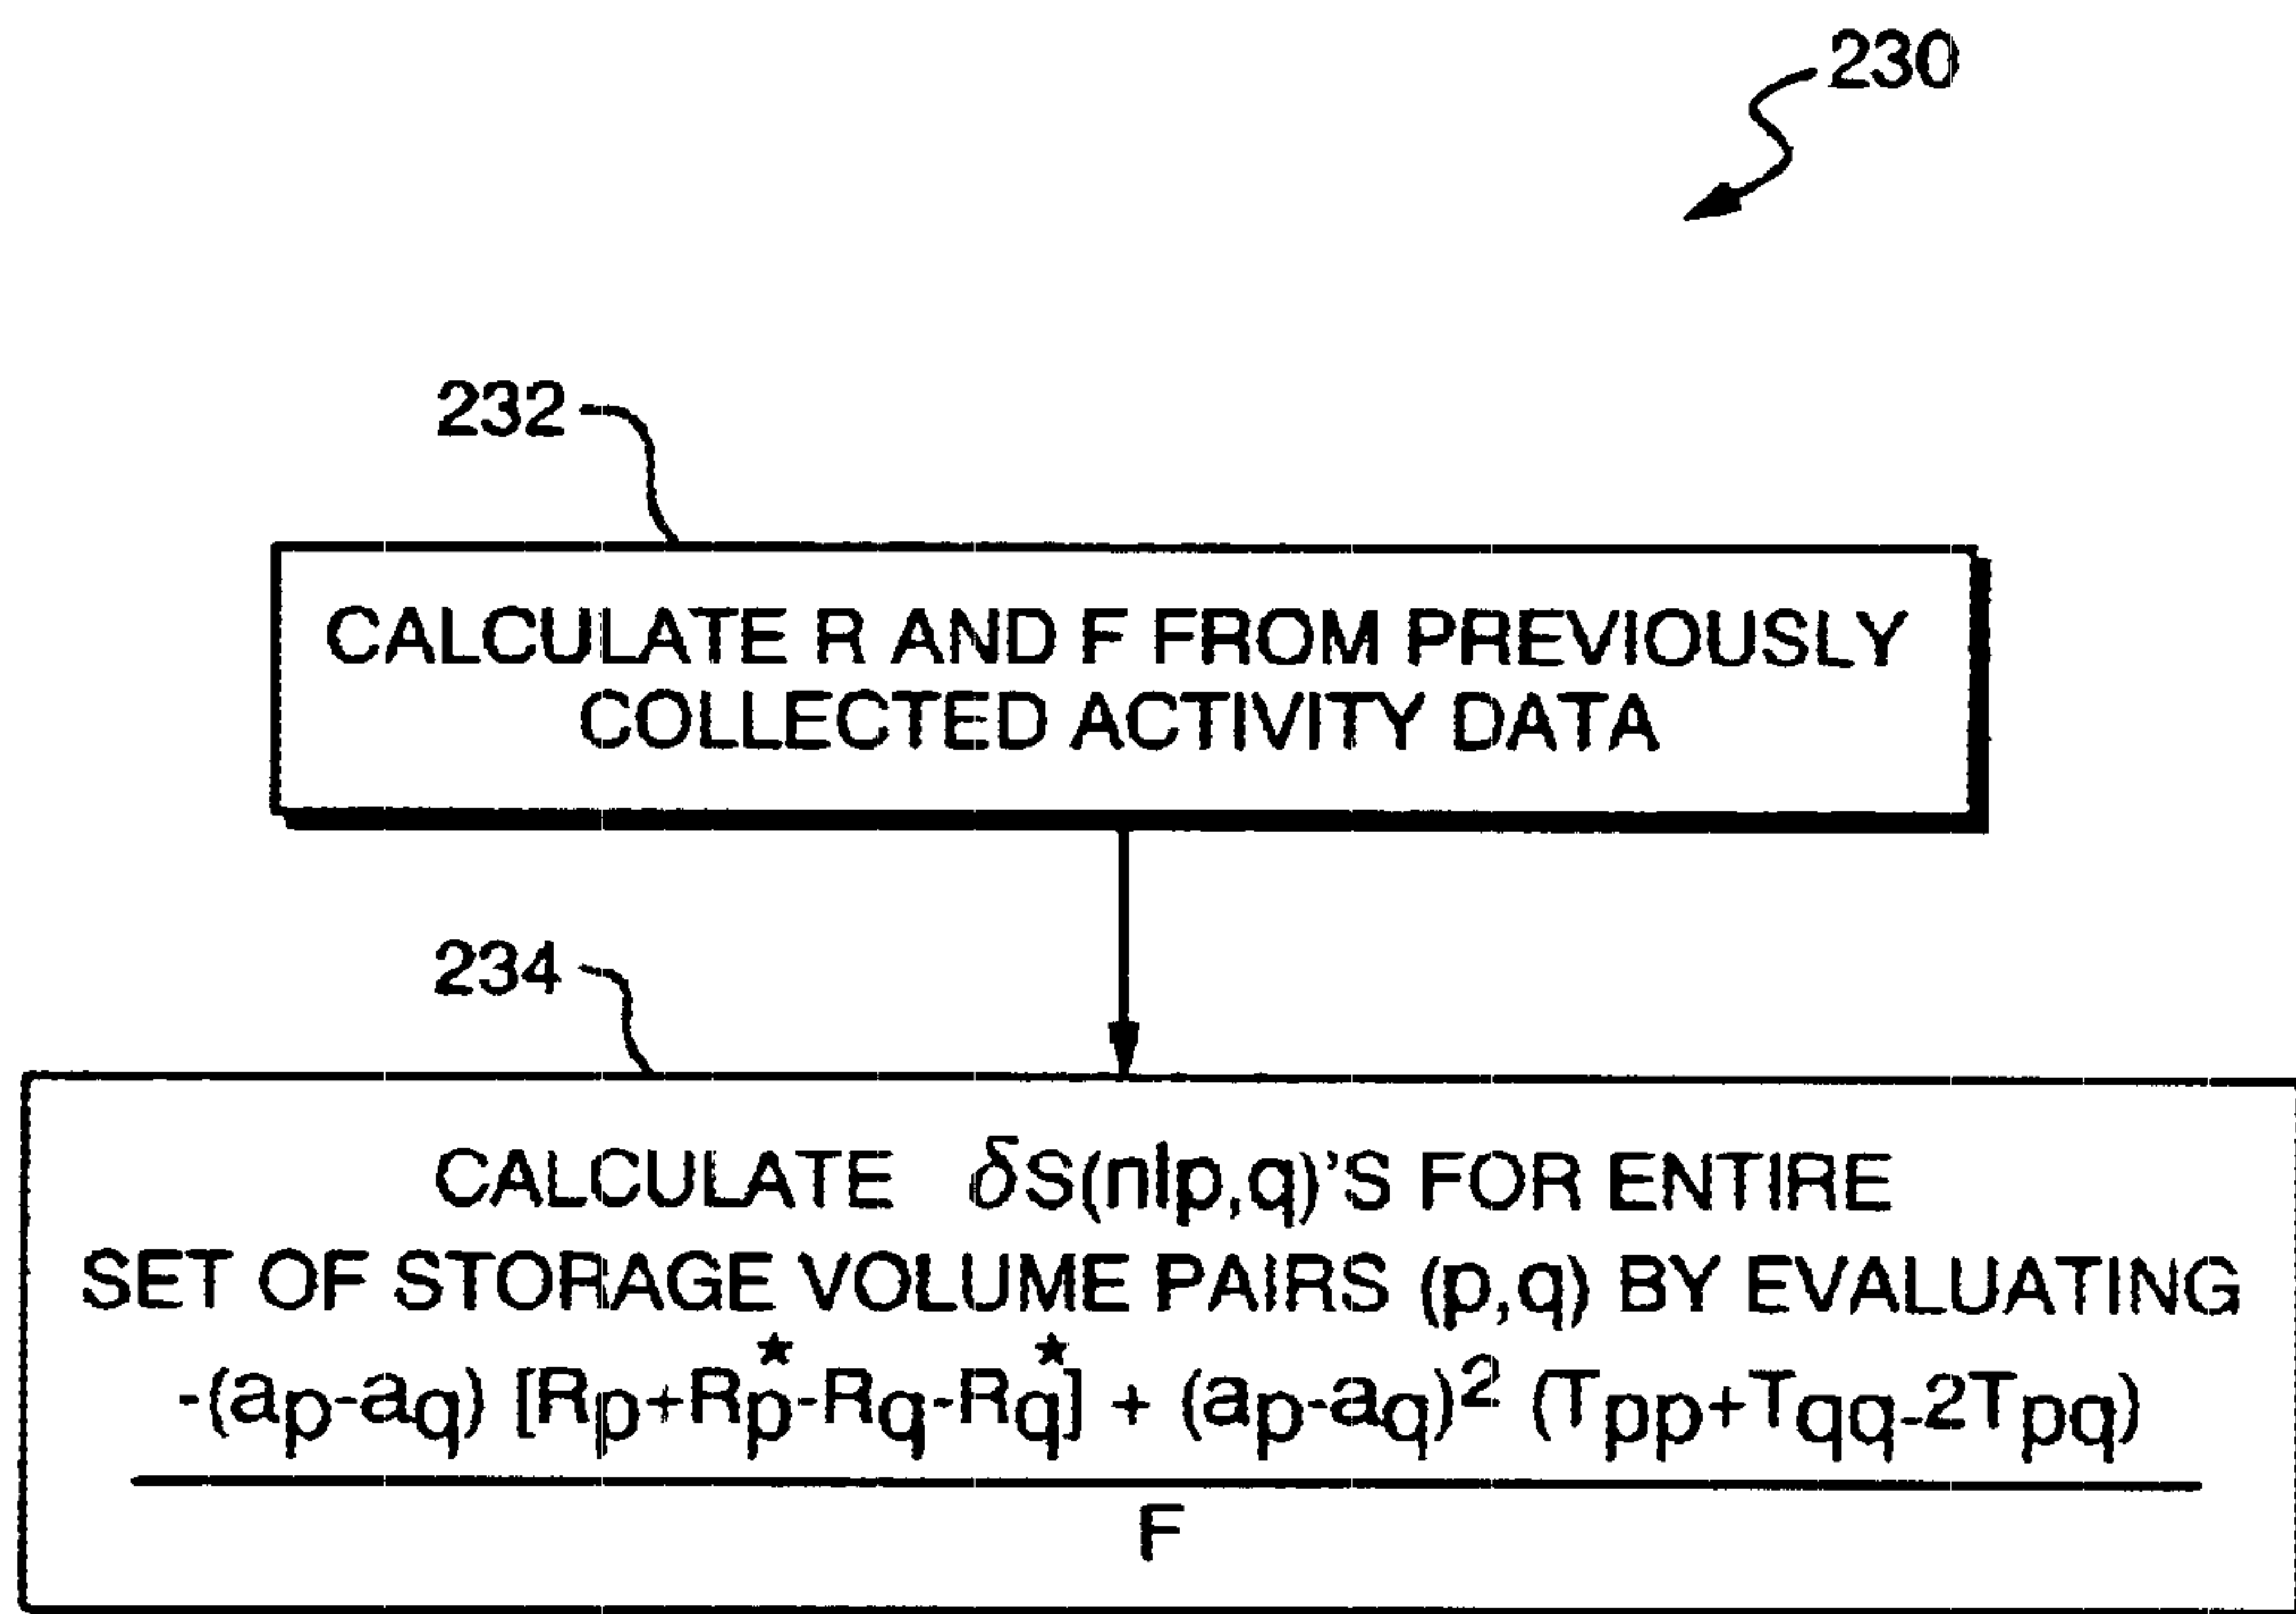 230
232
CALCULATE R AND F FROM PREVIOUSLY
COLLECTED ACTIVITY DATA
234
CALCULATE δS(n|p,q)'S FOR ENTIRE
SET OF STORAGE VOLUME PAIRS (p,q) BY EVALUATING
-(ap-aq) [Rp+Rp*-Rq-Rq*] + (ap-aq)² (Tpp+Tqq-2Tpq)
F